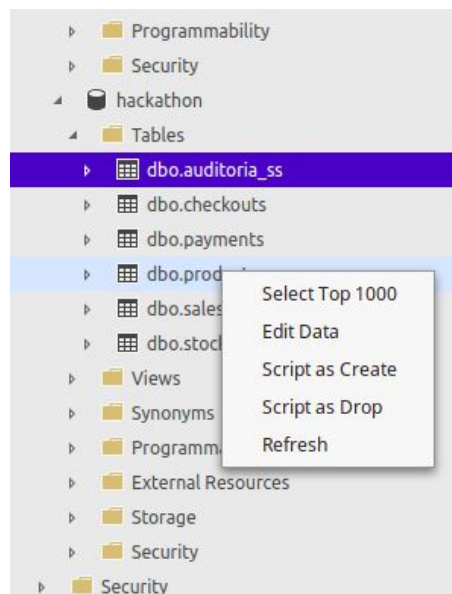 Programmability
Security
hackathon
Tables
dbo.auditoria_ss
dbo.checkouts
dbo.payments
Select Top 1000
Edit Data
Script as Create
Script as Drop
Refresh
Views
Synonyms
External Resources
Storage
Security
Security